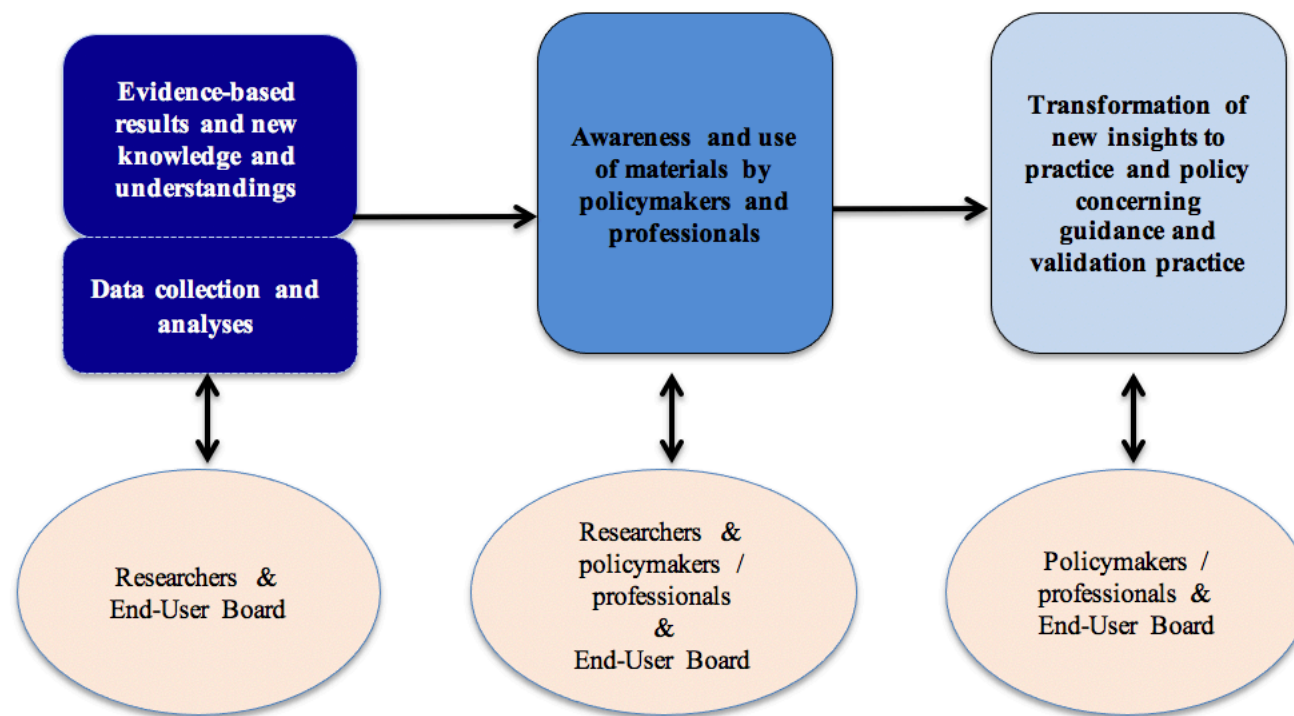 Evidence-based
results and new
knowledge and
understandings
Data collection and
analyses
Awareness and use
of materials by
policymakers and
professionals
Transformation of
new insights to
practice and policy
concerning
guidance and
validation practice
Researchers &
End-User Board
Researchers &
policymakers /
professionals
&
End-User Board
Policymakers /
professionals &
End-User Board